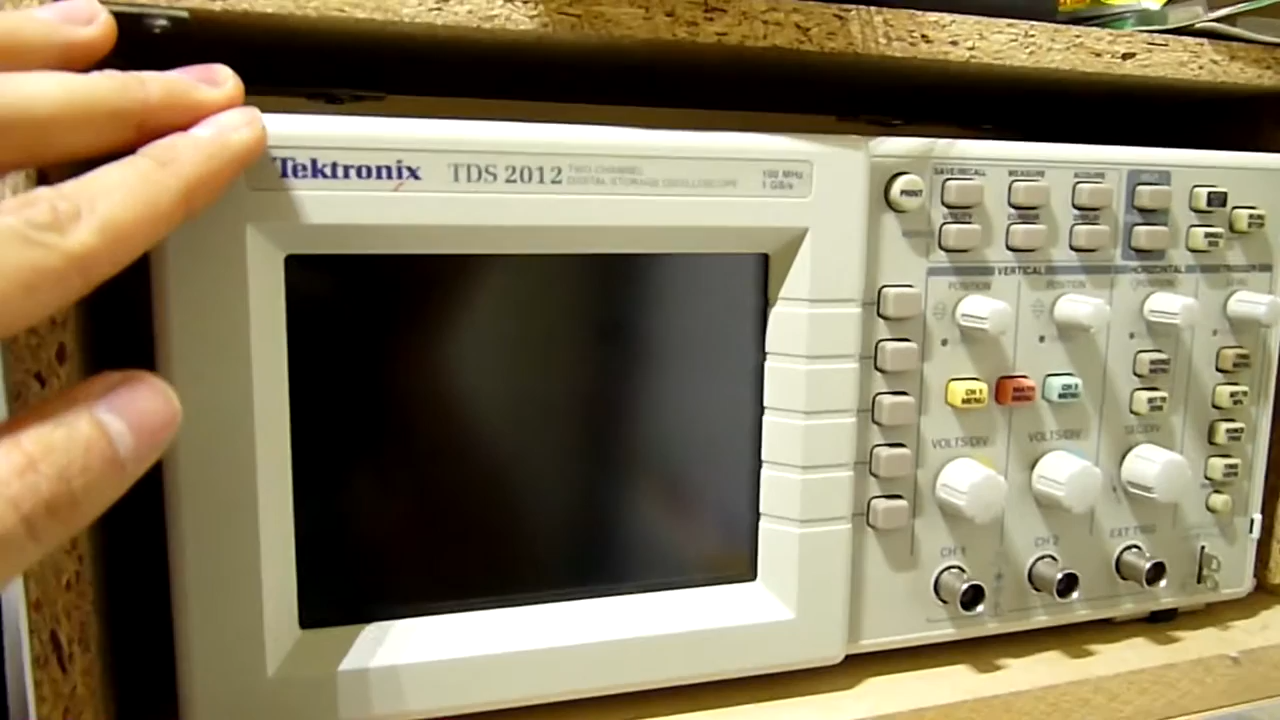 Tektronix TDS 2012 TWO CHANNEL DIGITAL STORAGE OSCILLOSCOPE 100 MHz 1 GS/s
PRINT
SAVE/RECALL MEASURE ACQUIRE
UTILITY CURSOR DISPLAY
VERTICAL HORIZONTAL
POSITION POSITION POSITION
CH 1 MENU
MATH MENU
CH 2 MENU
VOLTS/DIV VOLTS/DIV SEC/DIV
CH 1 CH 2 EXT TRIG